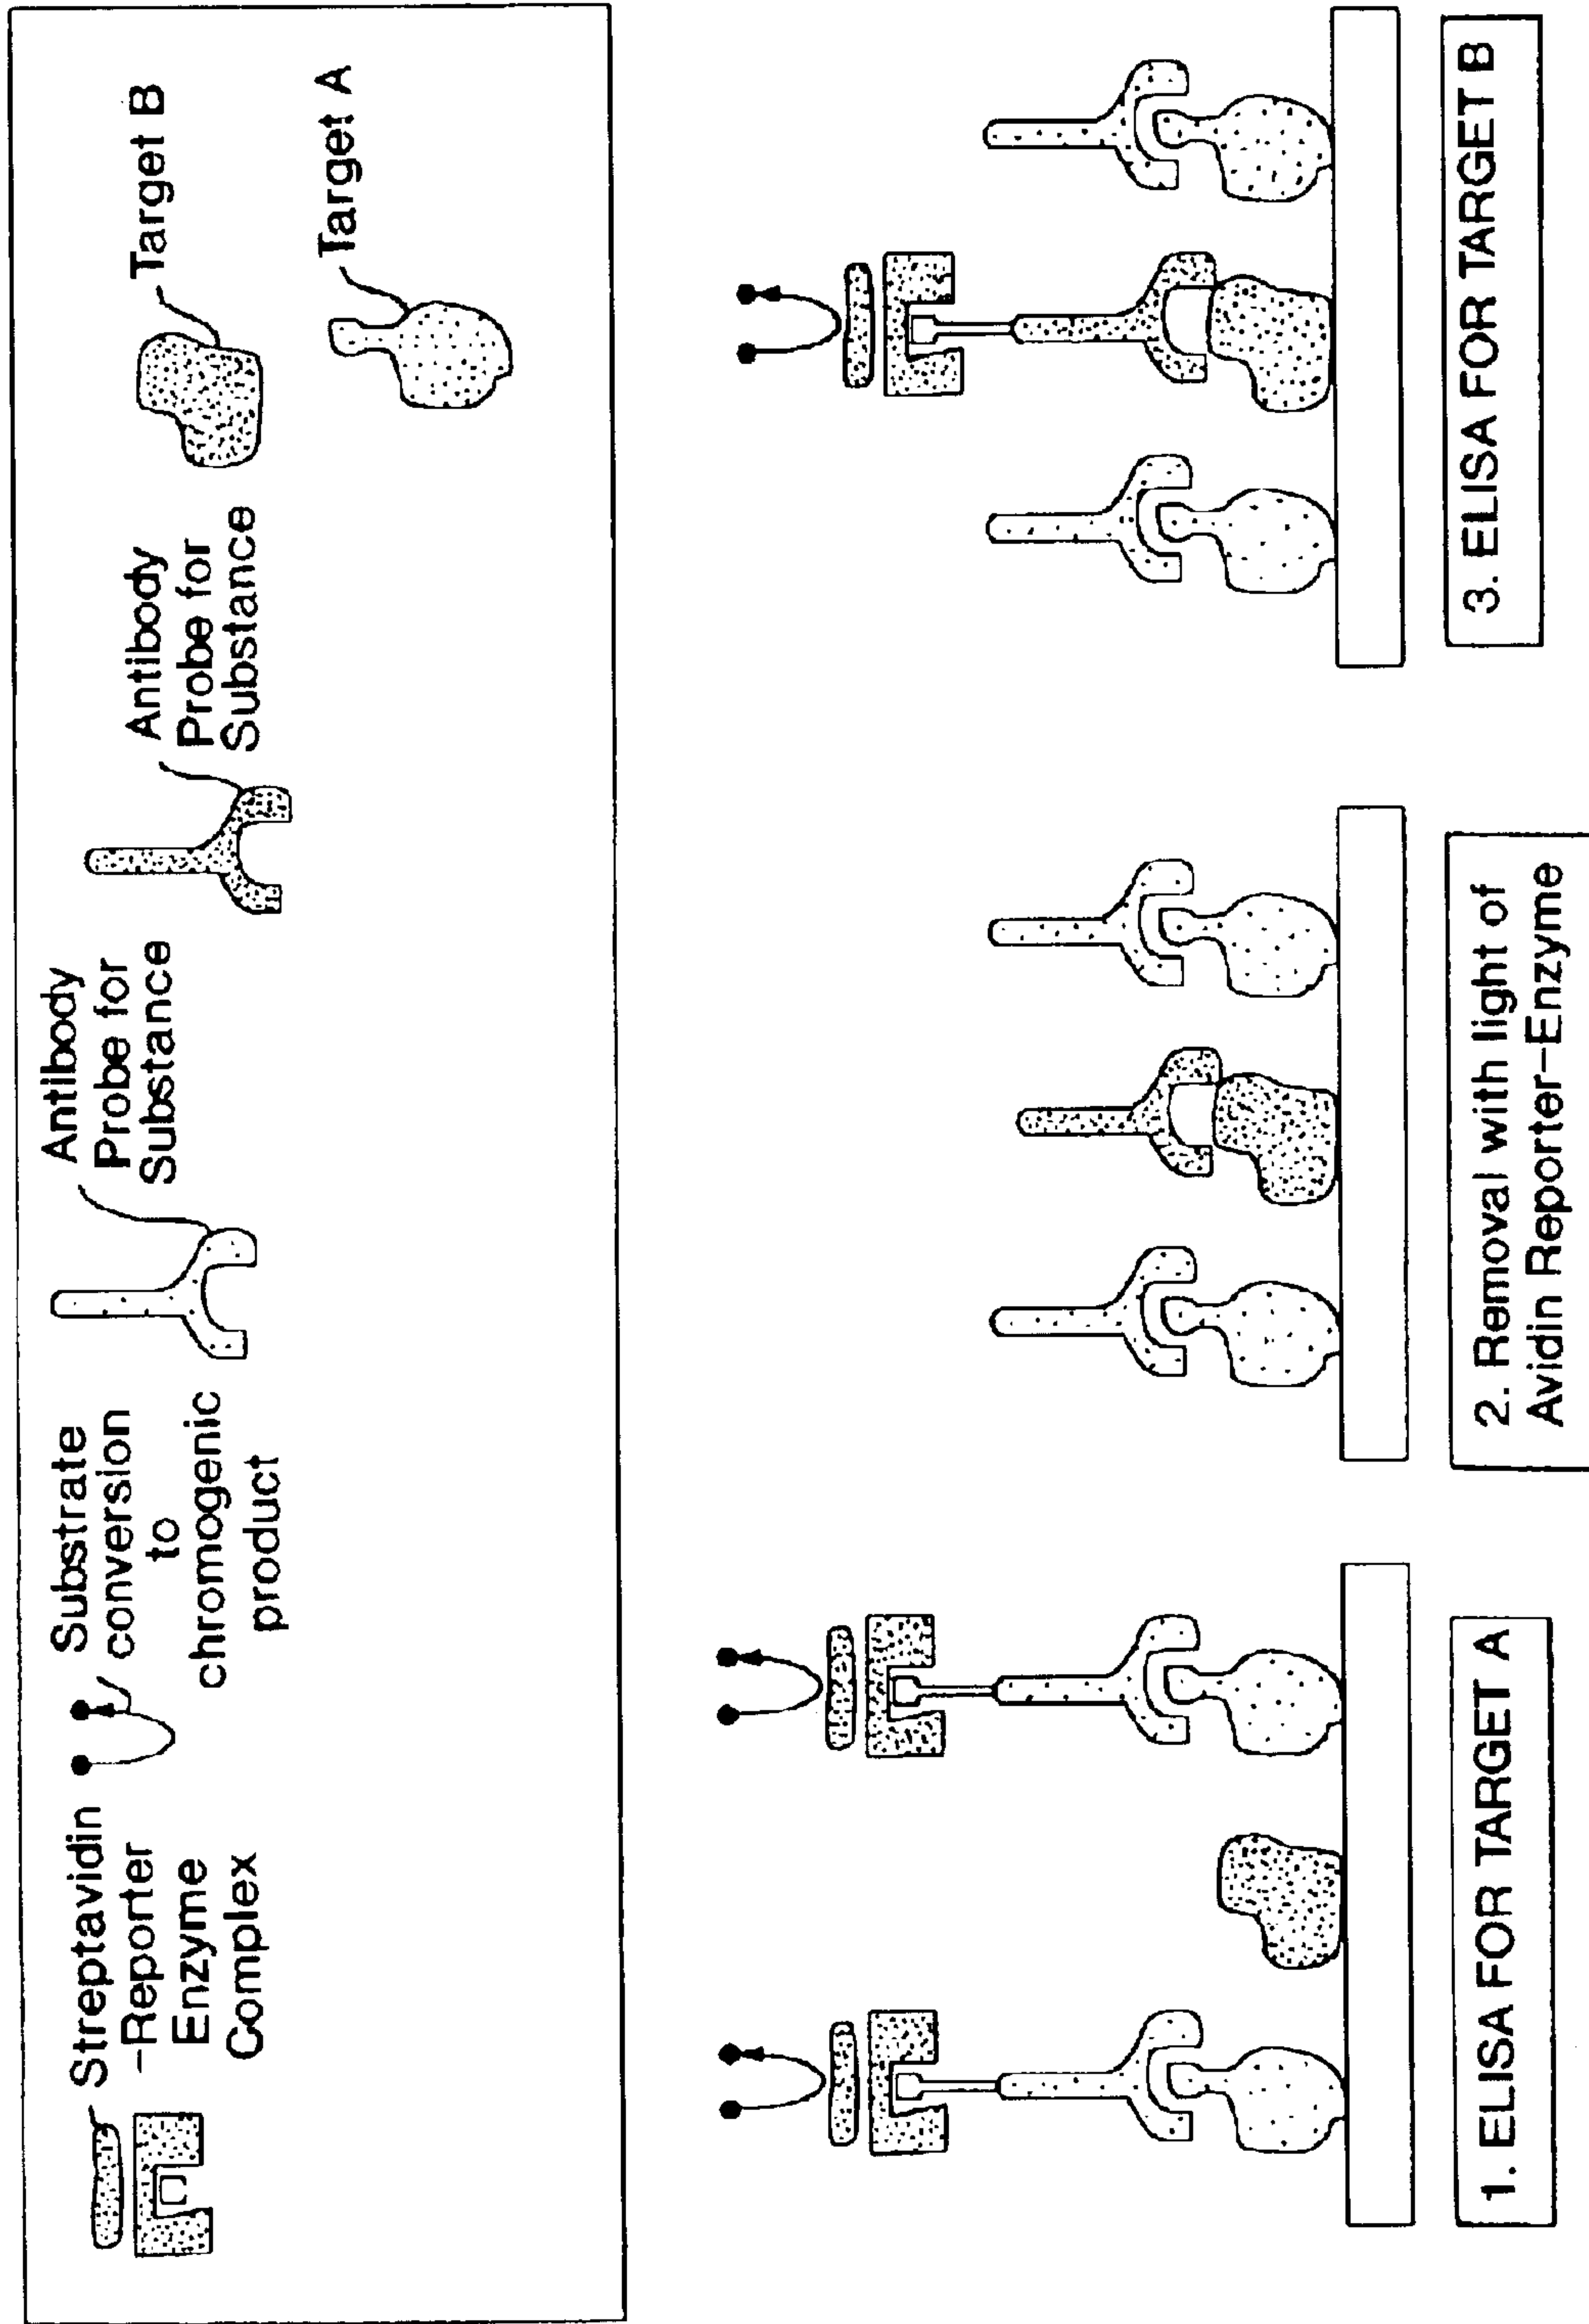 Streptavidin
-Reporter
Enzyme
Complex
Substrate
conversion
to
chromogenic
product
Antibody
Probe for
Substance
Antibody
Probe for
Substance
Target B
Target A
1. ELISA FOR TARGET A
2. Removal with light of
Avidin Reporter-Enzyme
3. ELISA FOR TARGET B